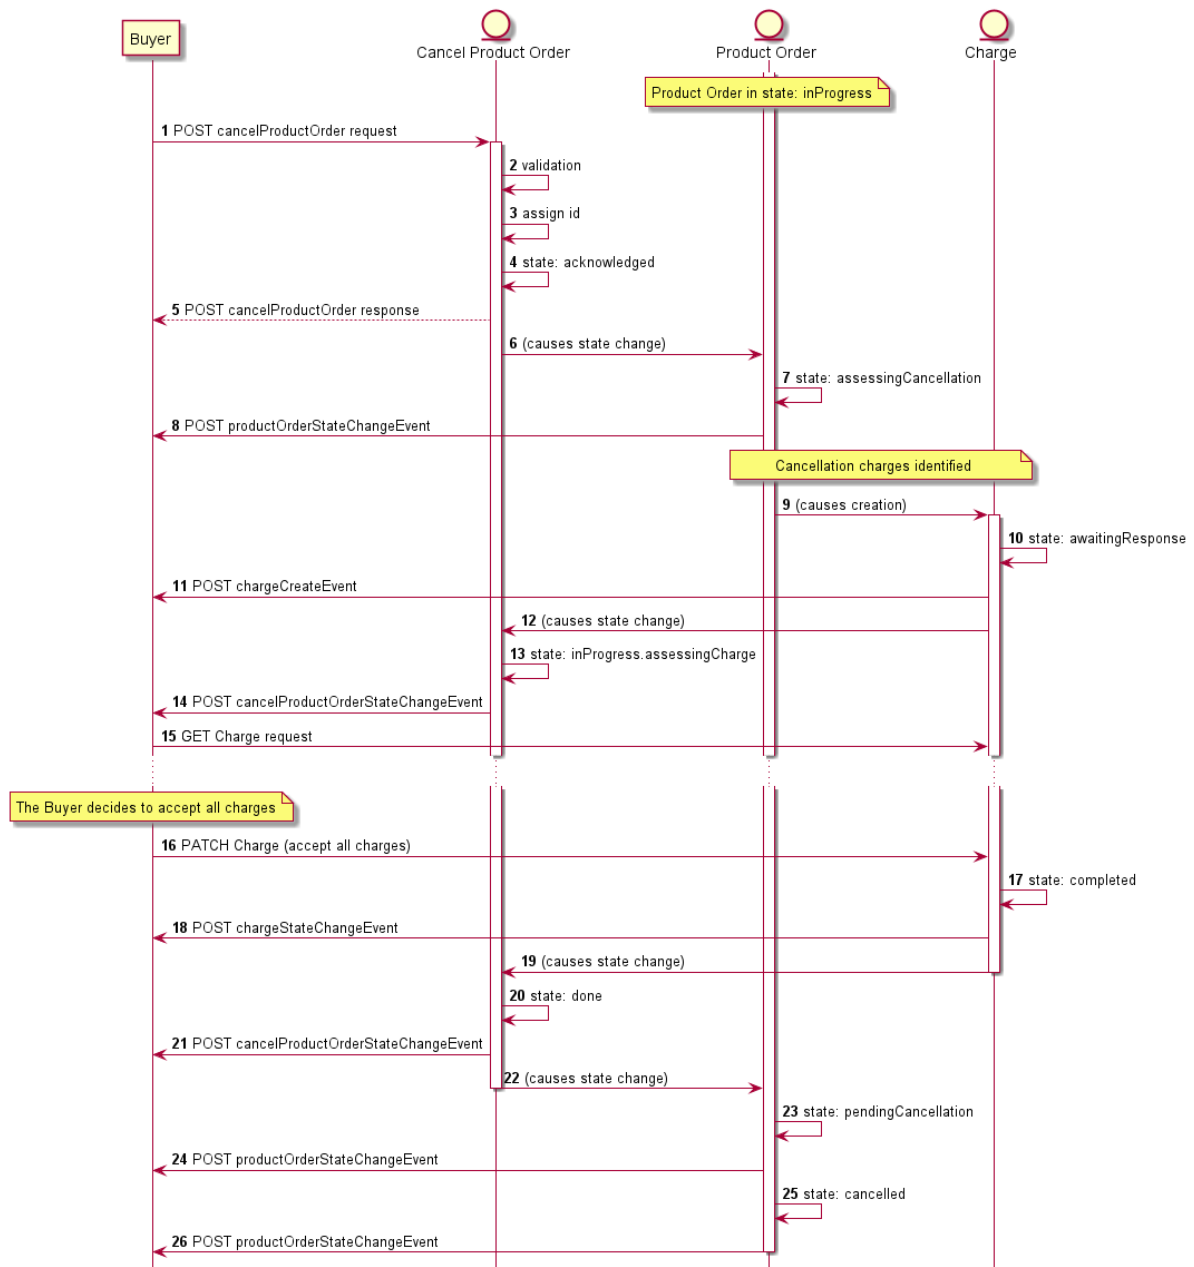 Buyer
Cancel Product Order
Product Order
Charge
Product Order in state: inProgress
1 POST cancelProductOrder request
2 validation
3 assign id
4 state: acknowledged
5 POST cancelProductOrder response
6 (causes state change)
7 state: assessingCancellation
8 POST productOrderStateChangeEvent
Cancellation charges identified
9 (causes creation)
10 state: awaitingResponse
11 POST chargeCreateEvent
12 (causes state change)
13 state: inProgress.assessingCharge
14 POST cancelProductOrderStateChangeEvent
15 GET Charge request
The Buyer decides to accept all charges
16 PATCH Charge (accept all charges)
17 state: completed
18 POST chargeStateChangeEvent
19 (causes state change)
20 state: done
21 POST cancelProductOrderStateChangeEvent
22 (causes state change)
23 state: pendingCancellation
24 POST productOrderStateChangeEvent
25 state: cancelled
26 POST productOrderStateChangeEvent